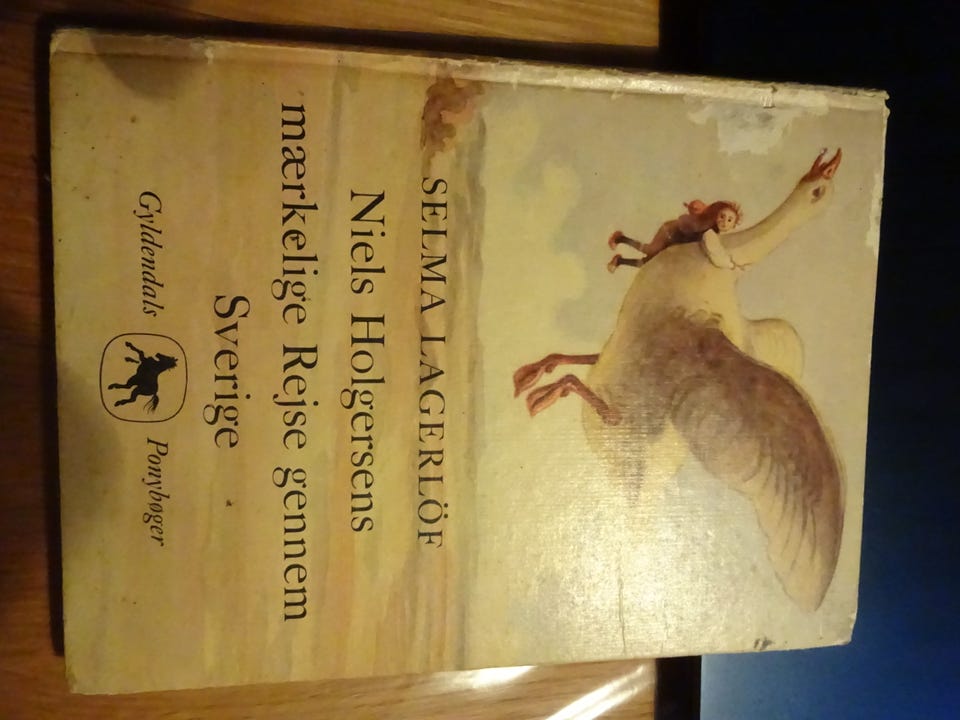 SELMA LAGERLÖF
Niels Holgersens
mærkelige Rejse gennem
Sverige
Gyldendals Ponybøger